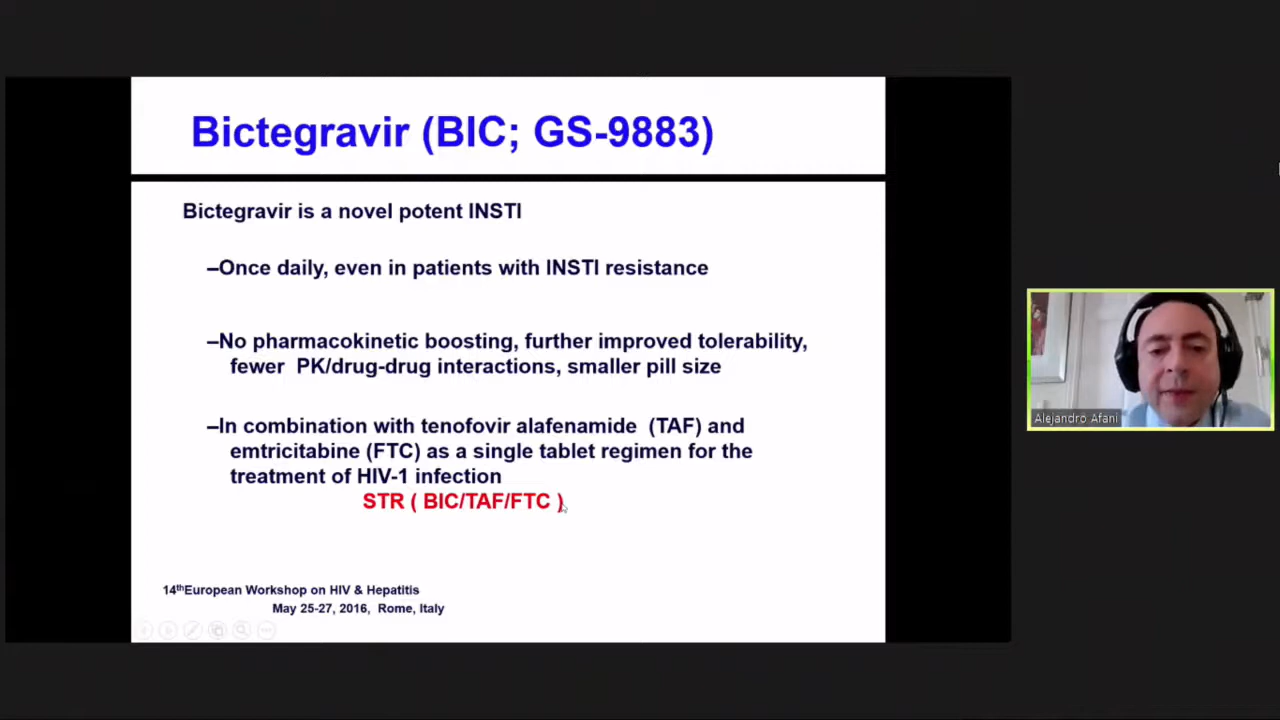 Bictegravir (BIC; GS-9883)
Bictegravir is a novel potent INSTI
–Once daily, even in patients with INSTI resistance
–No pharmacokinetic boosting, further improved tolerability,
fewer PK/drug-drug interactions, smaller pill size
–In combination with tenofovir alafenamide (TAF) and
emtricitabine (FTC) as a single tablet regimen for the
treatment of HIV-1 infection
STR ( BIC/TAF/FTC )
14thEuropean Workshop on HIV & Hepatitis
May 25-27, 2016, Rome, Italy
Alejandro Afani